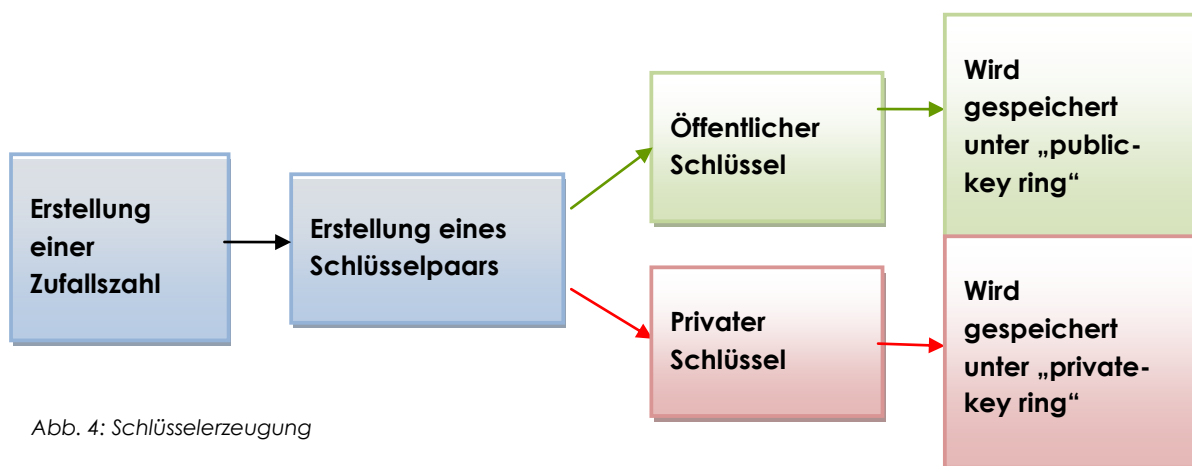 Erstellung
einer
Zufallszahl
Erstellung eines
Schlüsselpaars
Öffentlicher
Schlüssel
Wird
gespeichert
unter „public-
key ring“
Privater
Schlüssel
Wird
gespeichert
unter „private-
key ring“
Abb. 4: Schlüsselerzeugung